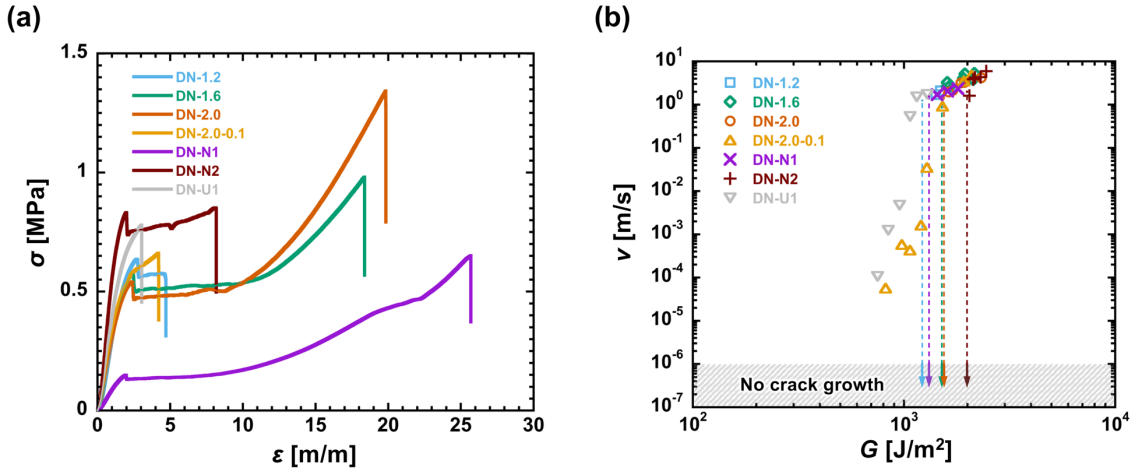 (a)
1.5
1
0.5
0
σ [MPa]
DN-1.2
DN-1.6
DN-2.0
DN-2.0-0.1
DN-N1
DN-N2
DN-U1
0 5 10 15 20 25 30
ε [m/m]
(b)
10^1
10^0
10^-1
10^-2
10^-3
10^-4
10^-5
10^-6
10^-7
v [m/s]
DN-1.2
DN-1.6
DN-2.0
DN-2.0-0.1
DN-N1
DN-N2
DN-U1
No crack growth
10^2 10^3 10^4
G [J/m^2]